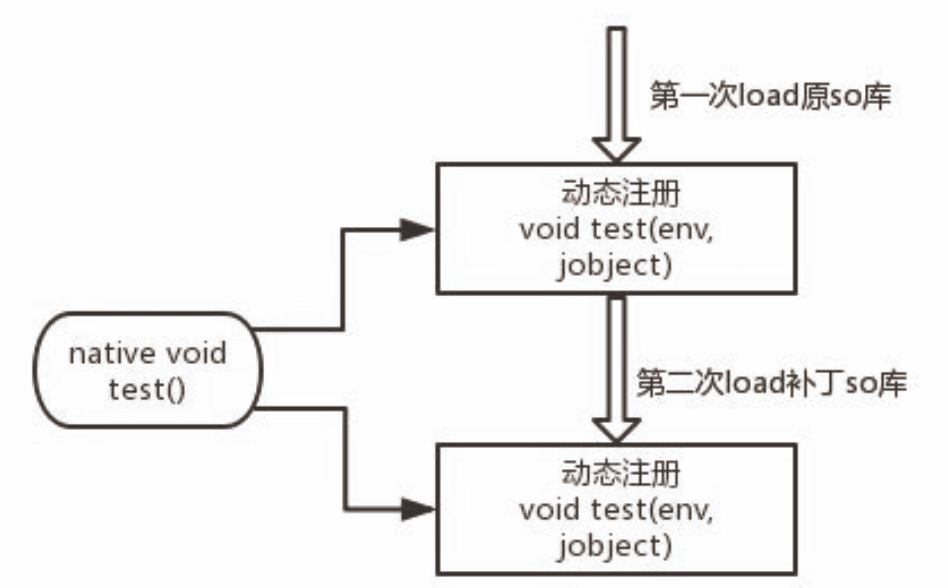 第一次load原so库
动态注册
void test(env,
jobject)
native void
test()
第二次load补丁so库
动态注册
void test(env,
jobject)